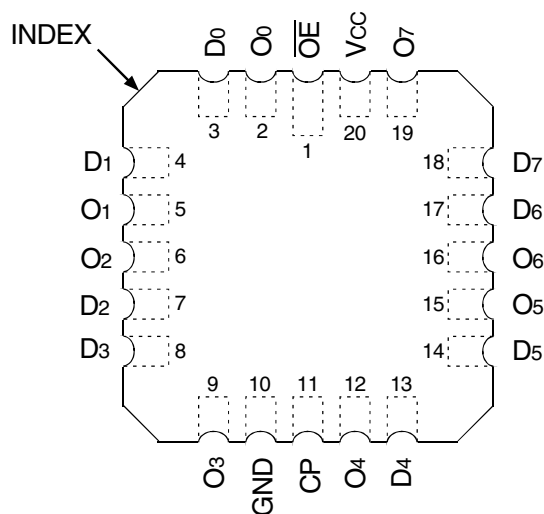 INDEX
D0 O0 O̅E̅ VCC O7
3 2 1 20 19
D1 4 18 D7
O1 5 17 D6
O2 6 16 O6
D2 7 15 O5
D3 8 14 D5
9 10 11 12 13
O3 GND CP O4 D4